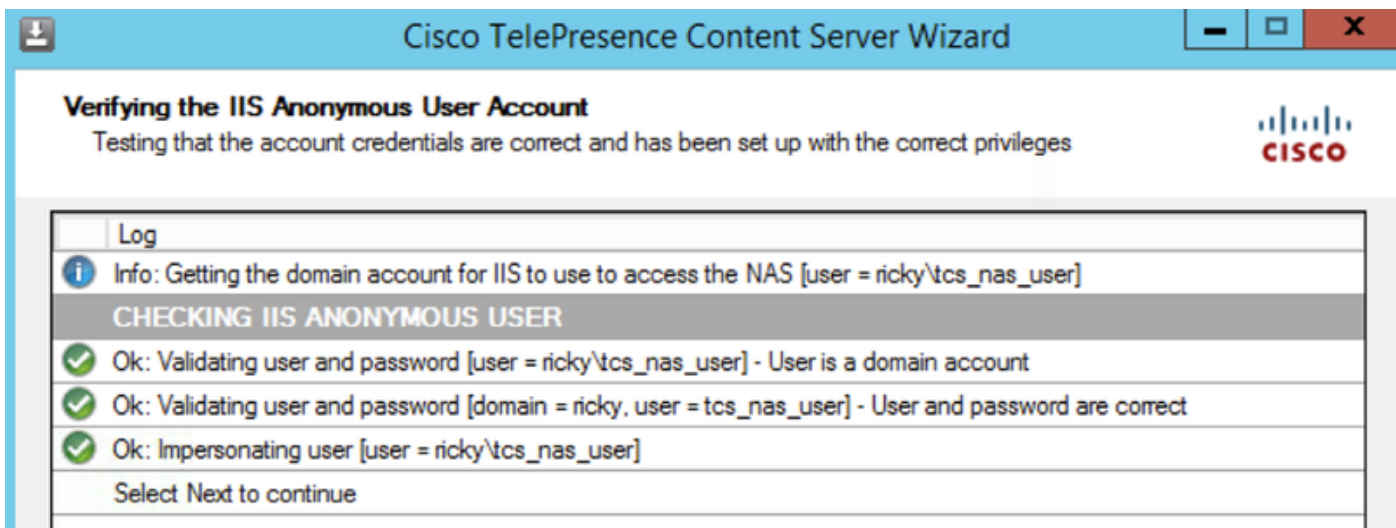 Cisco TelePresence Content Server Wizard
Verifying the IIS Anonymous User Account
Testing that the account credentials are correct and has been set up with the correct privileges
CISCO
Log
Info: Getting the domain account for IIS to use to access the NAS [user = ricky\tcs_nas_user]
CHECKING IIS ANONYMOUS USER
Ok: Validating user and password [user = ricky\tcs_nas_user] - User is a domain account
Ok: Validating user and password [domain = ricky, user = tcs_nas_user] - User and password are correct
Ok: Impersonating user [user = ricky\tcs_nas_user]
Select Next to continue